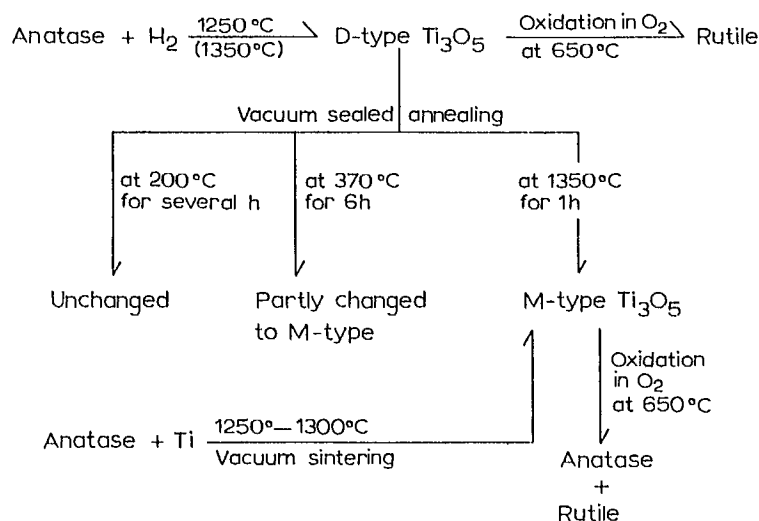 Anatase + H₂ 1250°C (1350°C) D-type Ti₃O₅ Oxidation in O₂ at 650°C Rutile
Vacuum sealed annealing
at 200°C
for several h
at 370°C
for 6h
at 1350°C
for 1h
Unchanged
Partly changed
to M-type
M-type Ti₃O₅
Oxidation
in O₂
at 650°C
Anatase + Ti 1250°—1300°C Vacuum sintering
Anatase
+
Rutile